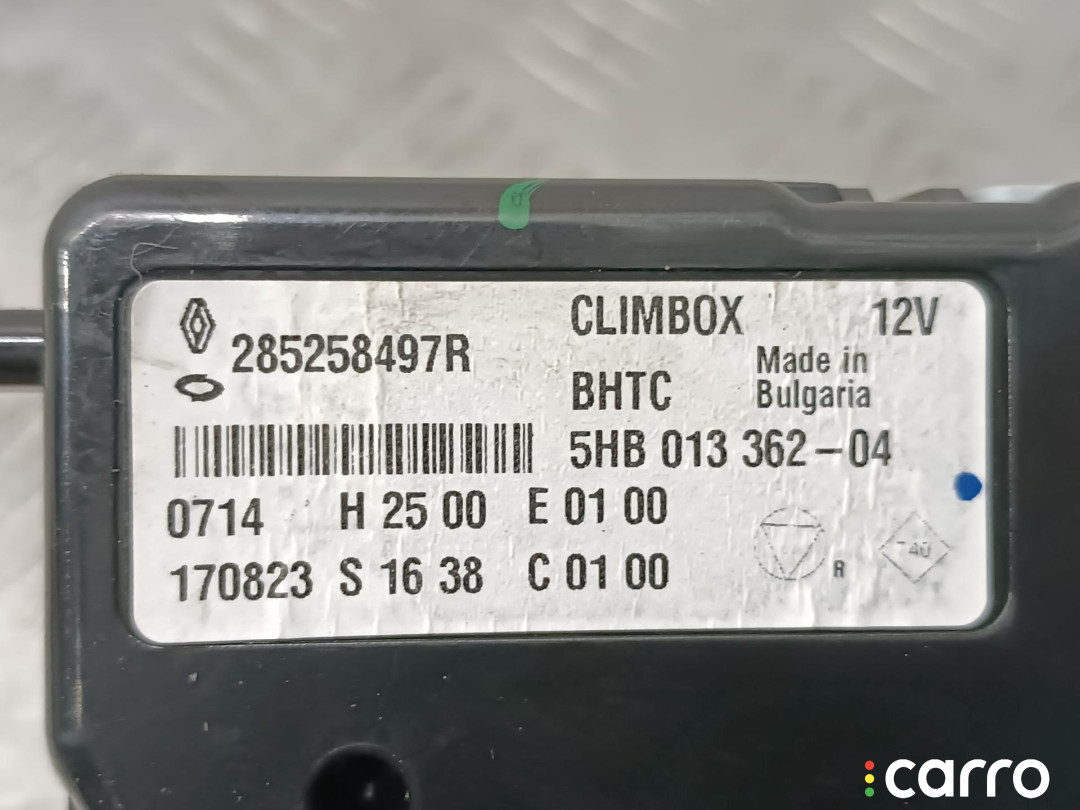 285258497R
CLIMBOX 12V
BHTC
Made in
Bulgaria
5HB 013 362-04
0714 H 25 00 E 01 00
170823 S 16 38 C 01 00
R
40
carro